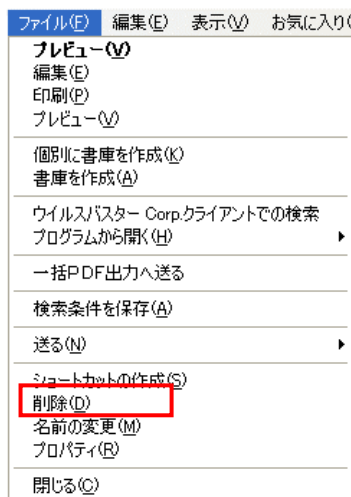 ファイル(F) 編集(E) 表示(V) お気に入り(
プレビュー(V)
編集(E)
印刷(P)
プレビュー(V)
個別に書庫を作成(K)
書庫を作成(A)
ウイルスバスター Corp.クライアントでの検索
プログラムから開く(H)
一括PDF出力へ送る
検索条件を保存(A)
送る(N)
ショートカットの作成(S)
削除(D)
名前の変更(M)
プロパティ(R)
閉じる(C)